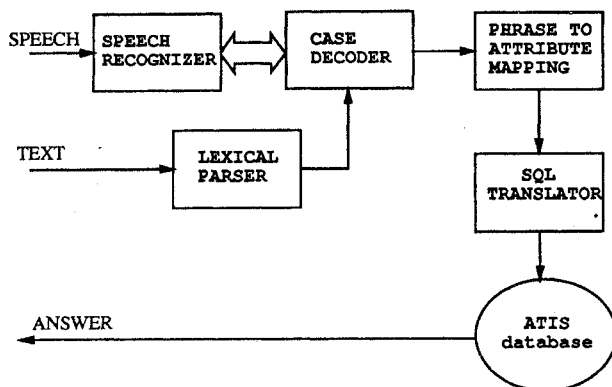 SPEECH
SPEECH
RECOGNIZER
CASE
DECODER
PHRASE TO
ATTRIBUTE
MAPPING
TEXT
LEXICAL
PARSER
SQL
TRANSLATOR
ANSWER
ATIS
database